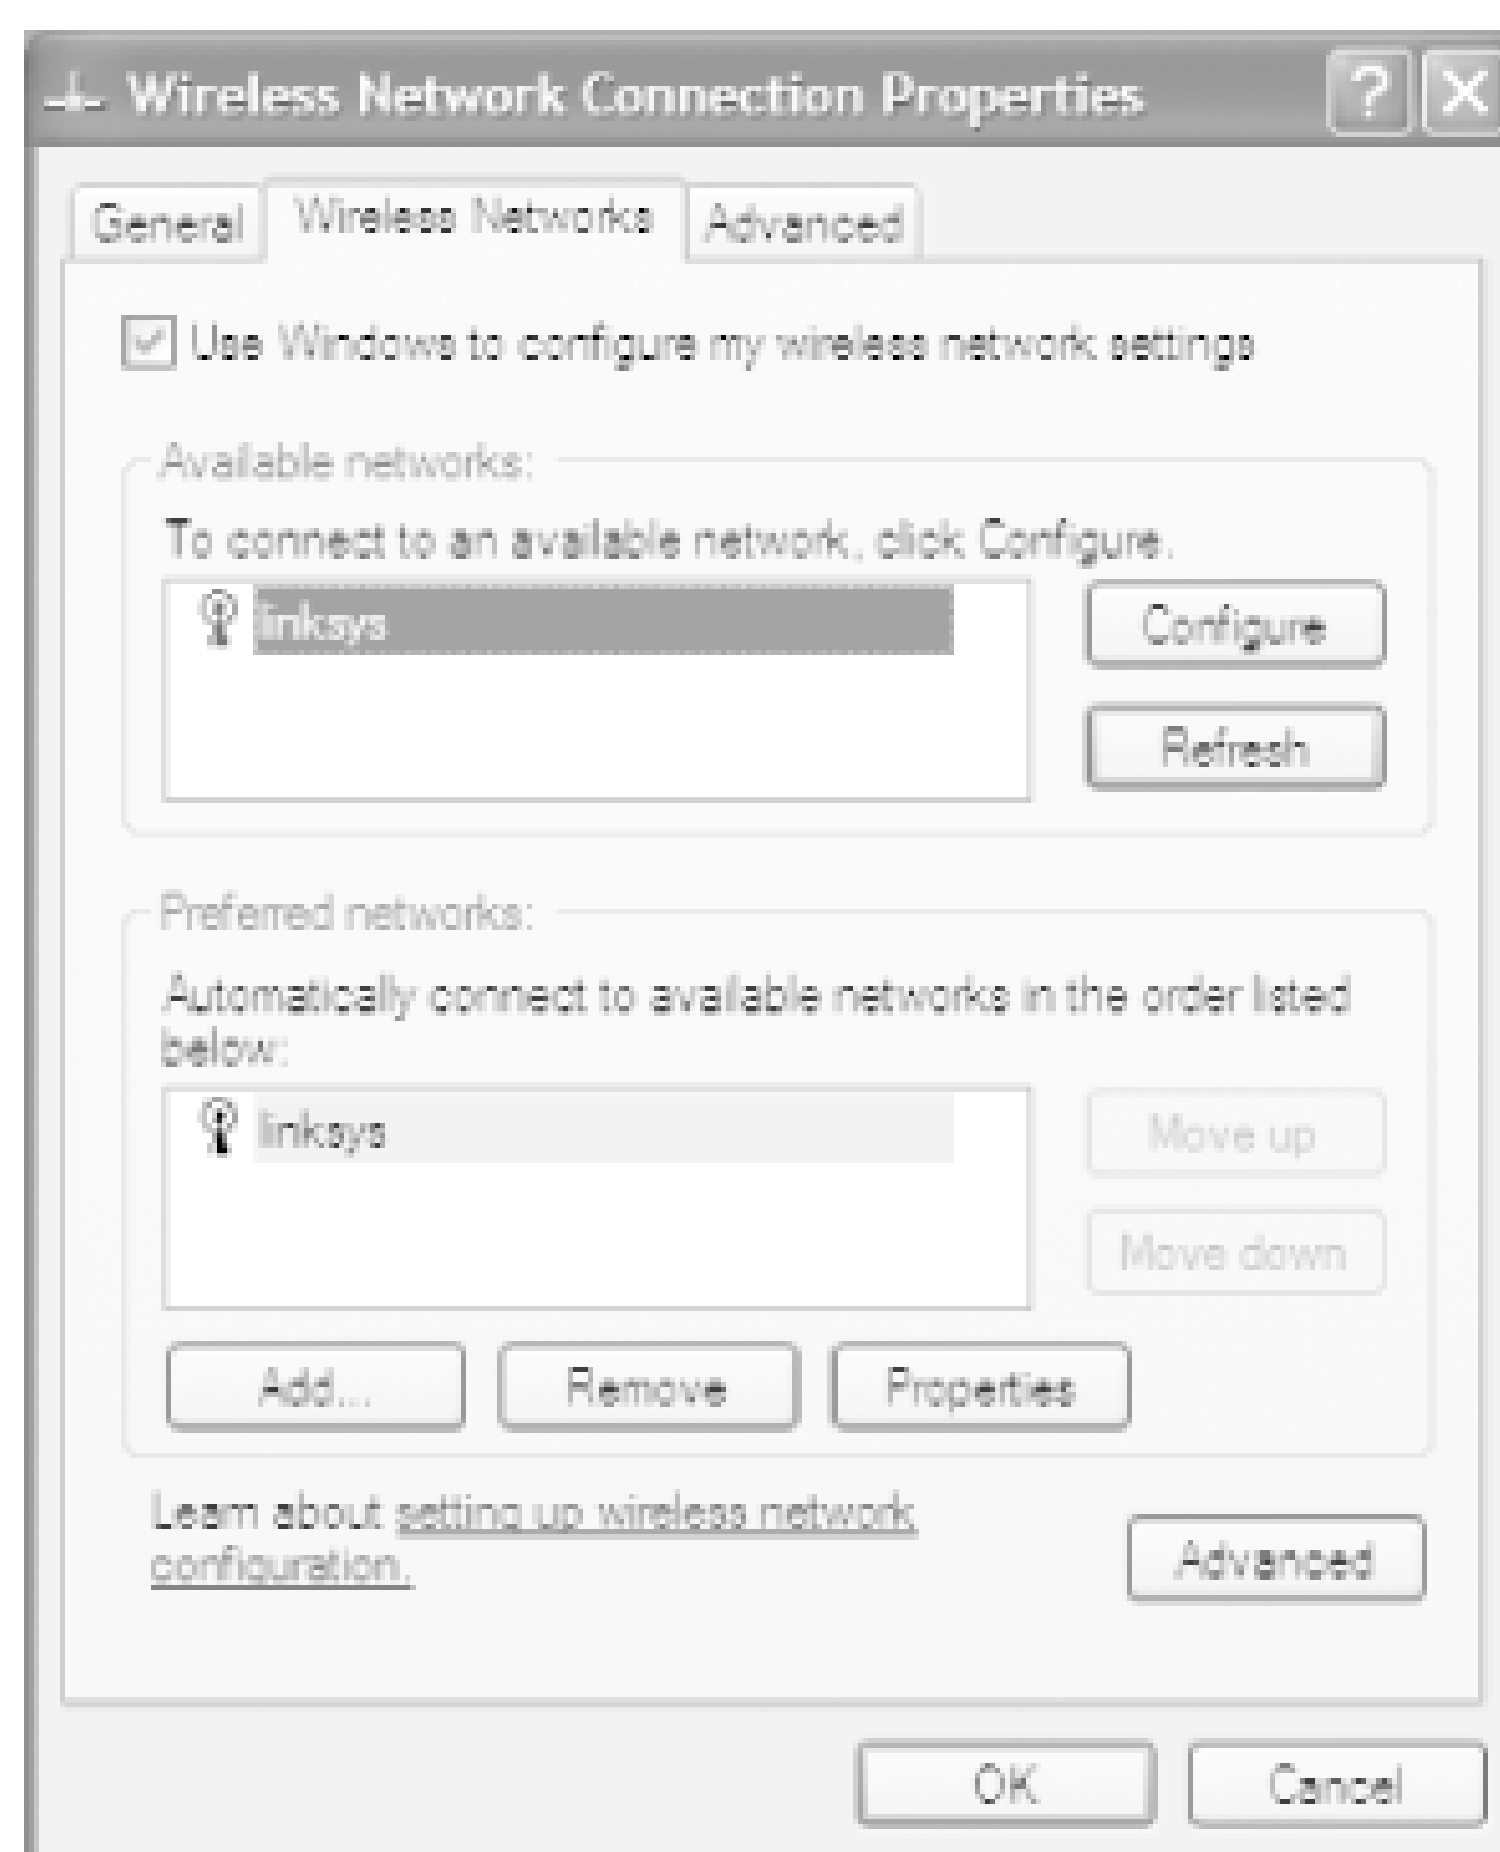 Wireless Network Connection Properties
General Wireless Networks Advanced
Use Windows to configure my wireless network settings
Available networks:
To connect to an available network, click Configure.
linksys
Configure
Refresh
Preferred networks:
Automatically connect to available networks in the order listed
below:
linksys
Move up
Move down
Add... Remove Properties
Learn about setting up wireless network
configuration.
Advanced
OK Cancel